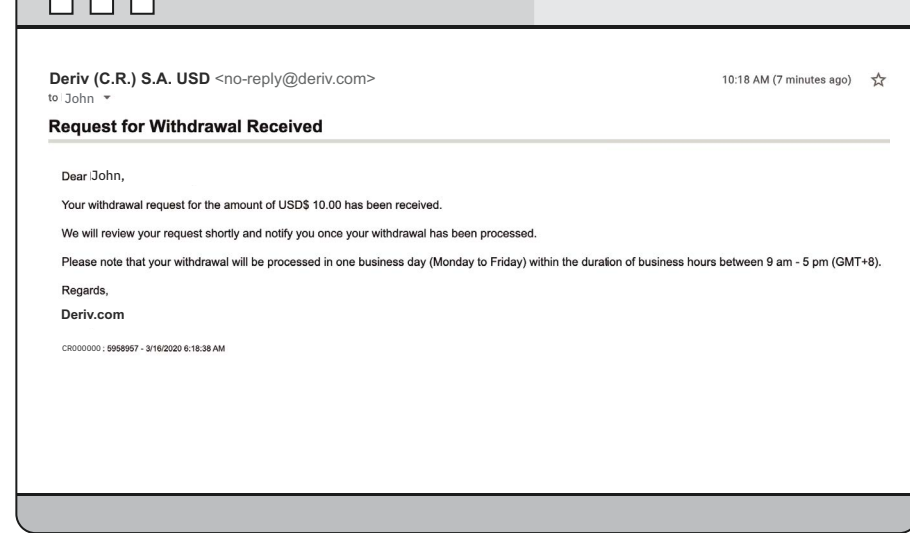 Deriv (C.R.) S.A. USD <no-reply@deriv.com> 10:18 AM (7 minutes ago)
to John
Request for Withdrawal Received
Dear John,
Your withdrawal request for the amount of USD$ 10.00 has been received.
We will review your request shortly and notify you once your withdrawal has been processed.
Please note that your withdrawal will be processed in one business day (Monday to Friday) within the duration of business hours between 9 am - 5 pm (GMT+8).
Regards,
Deriv.com
CR000000 : 5958957 - 3/16/2020 6:18:38 AM